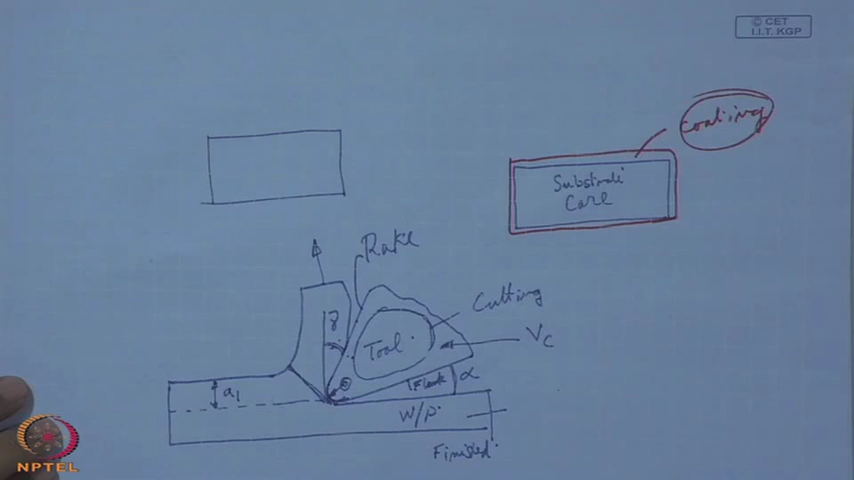 © CET
I.I.T. KGP
Coating
Substrate
Core
Rake
Cutting
γ
Tool
Vc
θ
Flank
α
a1
W/P.
Finished
NPTEL